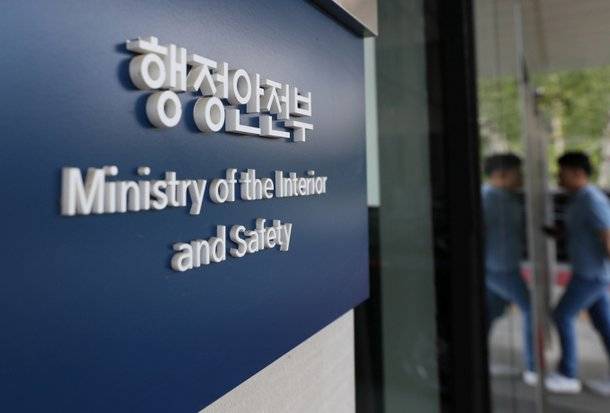 행정안전부
Ministry of the Interior
and Safety